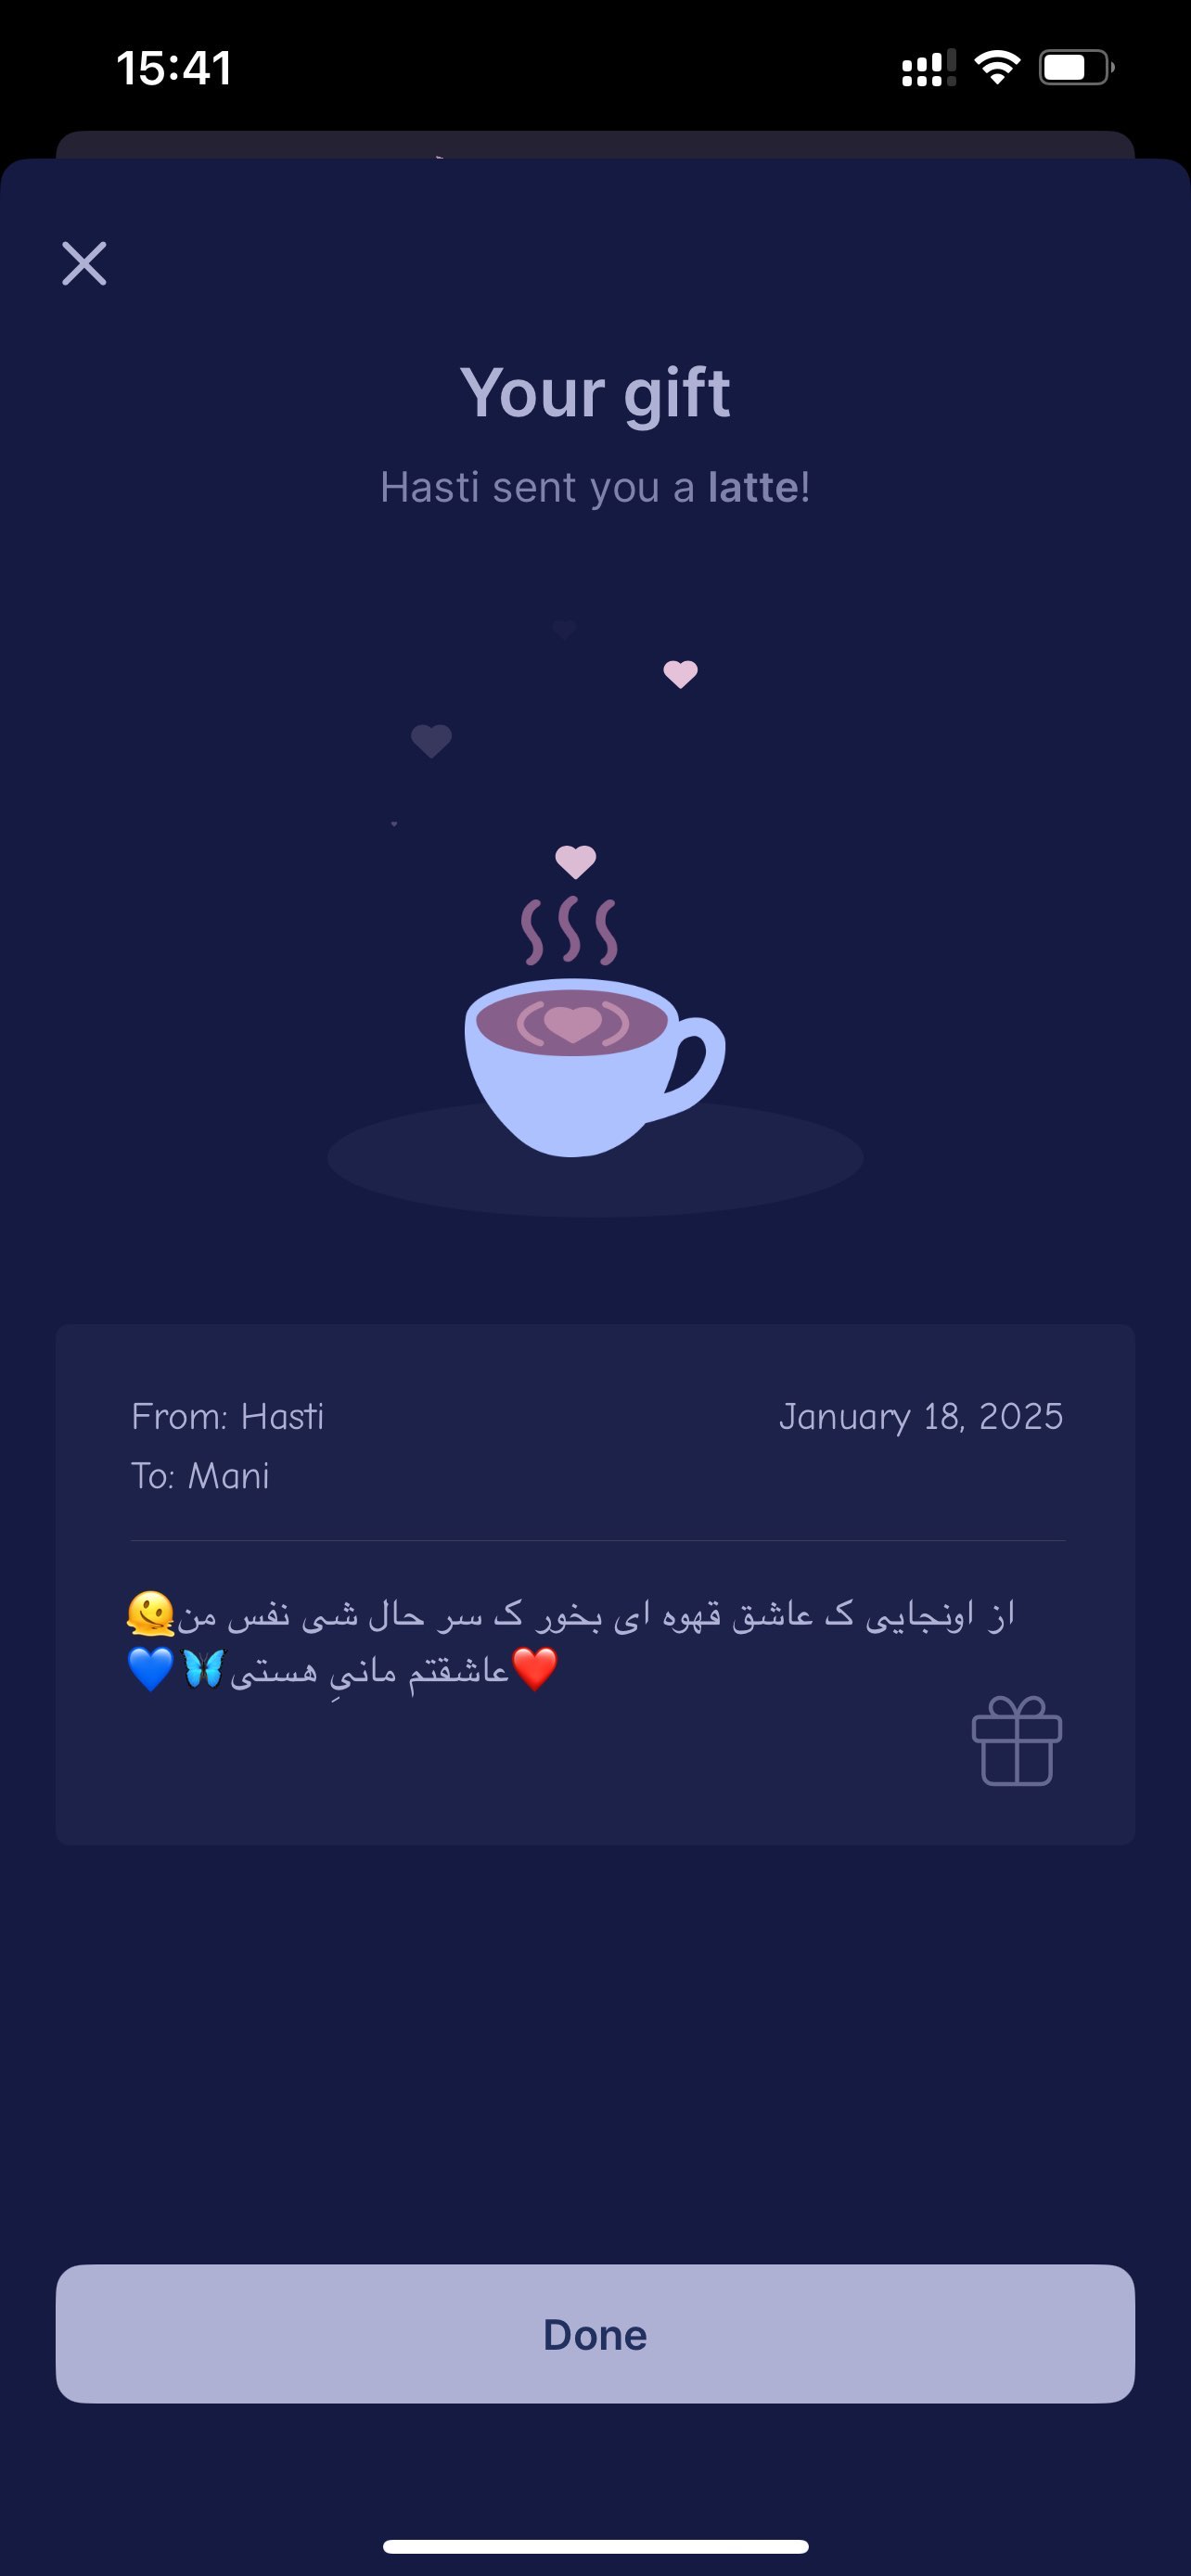 15:41
Your gift
Hasti sent you a latte!
From: Hasti
January 18, 2025
To: Mani
از اونجایی ک عاشق قهوه ای بخور ک سر حال شی نفس من🫠
❤️عاشقتم مانیِ هستی🦋💙
Done